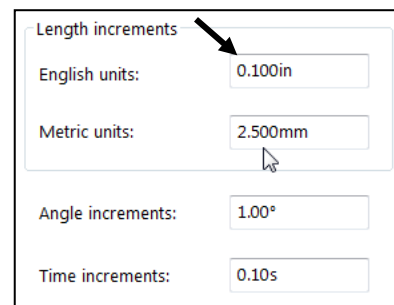 Length increments
English units: 0.100in
Metric units: 2.500mm
Angle increments: 1.00°
Time increments: 0.10s